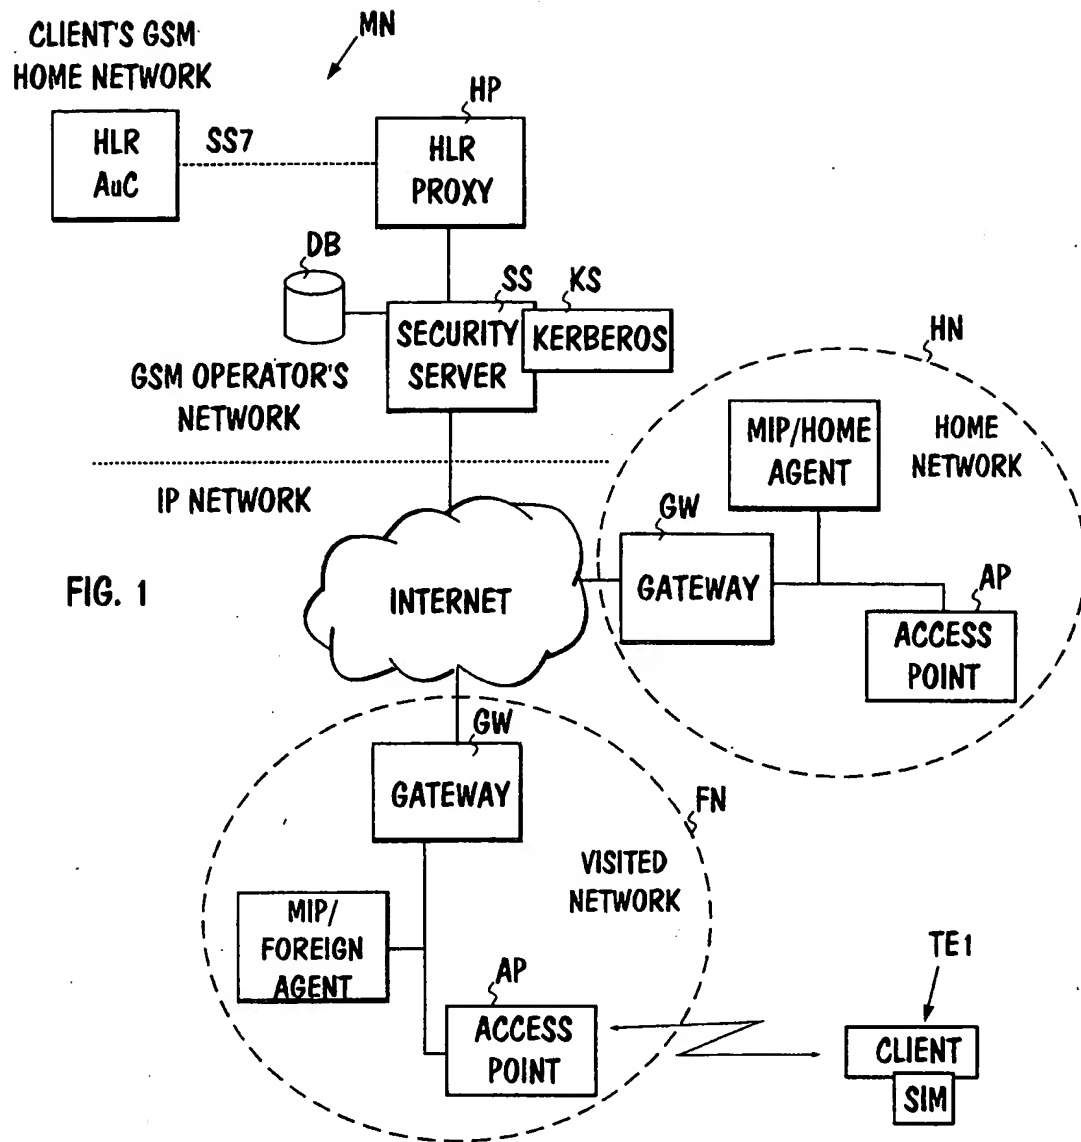 CLIENT'S GSM
HOME NETWORK
MN
HLR
AuC
SS7
HP
HLR
PROXY
DB
SS
KS
SECURITY
SERVER
KERBEROS
GSM OPERATOR'S
NETWORK
HN
MIP/HOME
AGENT
HOME
NETWORK
IP NETWORK
GW
GATEWAY
AP
ACCESS
POINT
FIG. 1
INTERNET
GW
GATEWAY
FN
VISITED
NETWORK
MIP/
FOREIGN
AGENT
AP
ACCESS
POINT
TE1
CLIENT
SIM